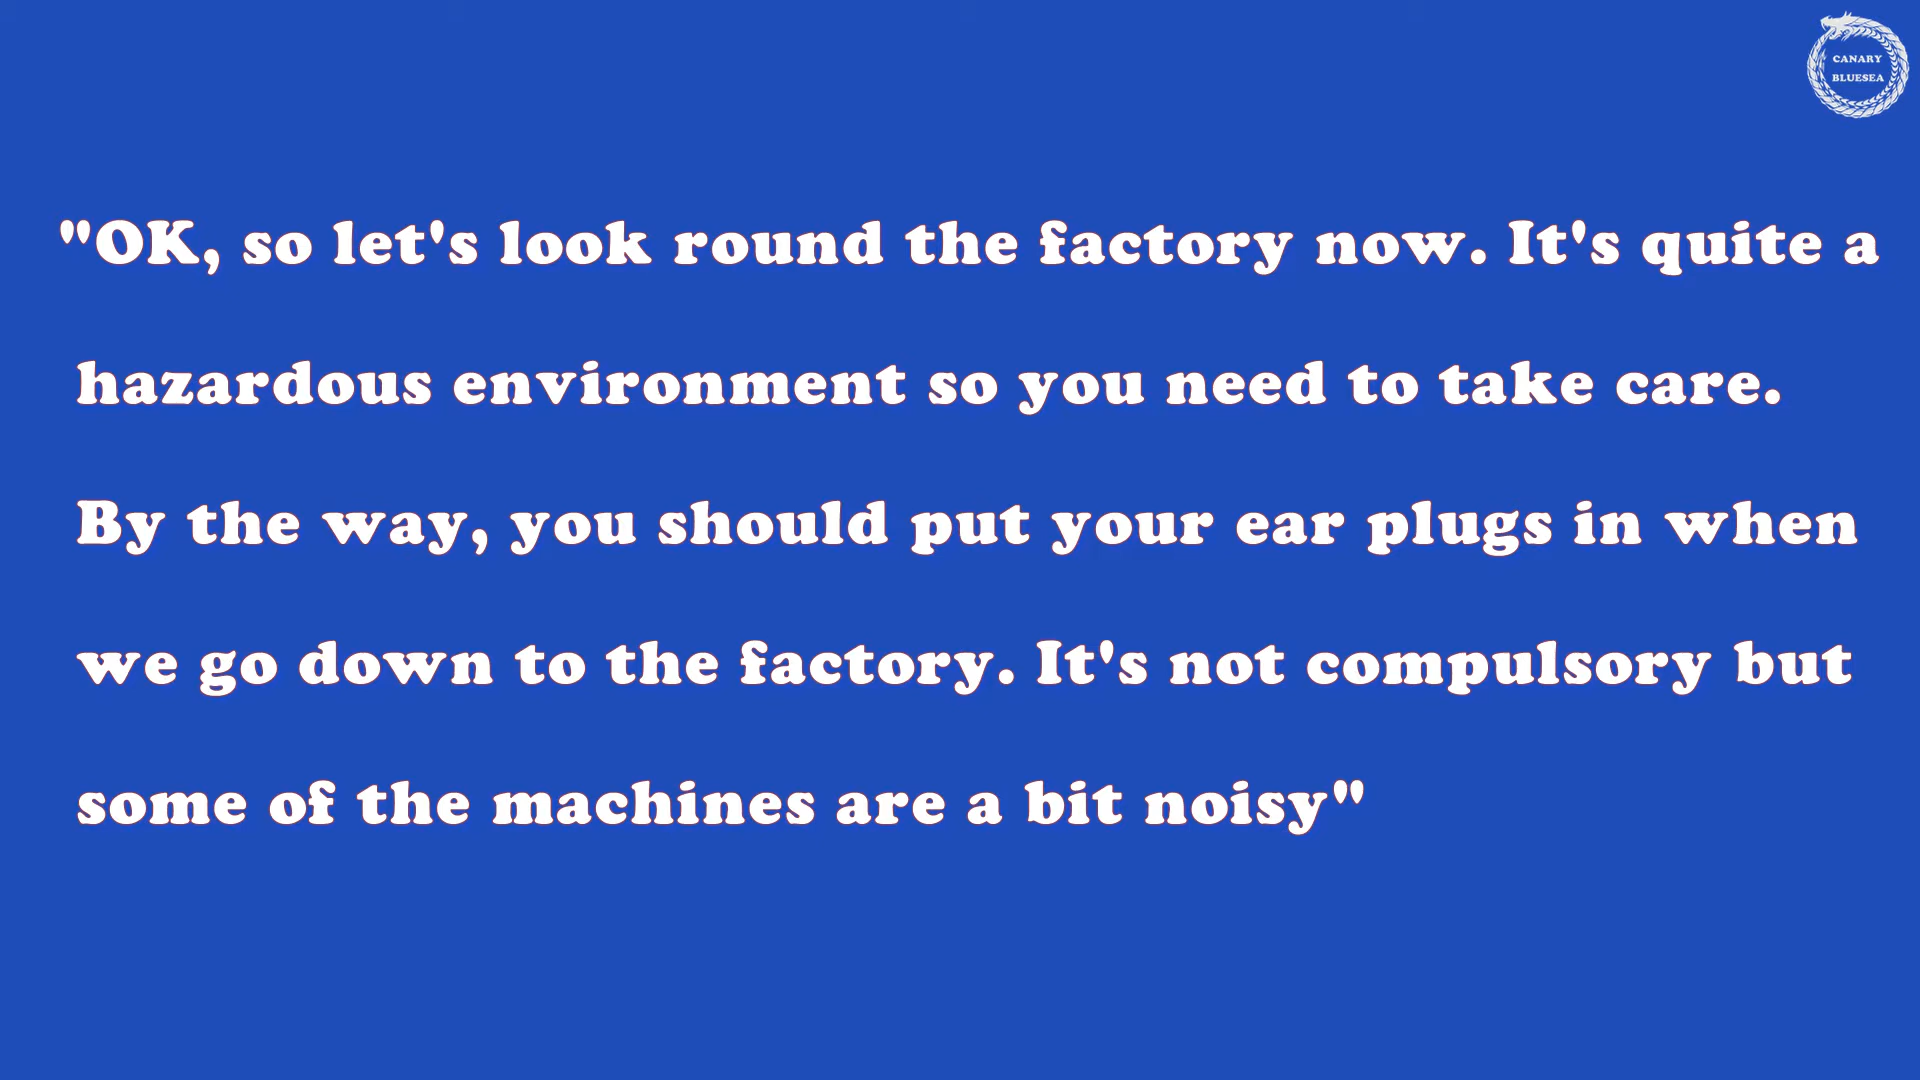 CANARY
BLUESEA
"OK, so let's look round the factory now. It's quite a
hazardous environment so you need to take care.
By the way, you should put your ear plugs in when
we go down to the factory. It's not compulsory but
some of the machines are a bit noisy"